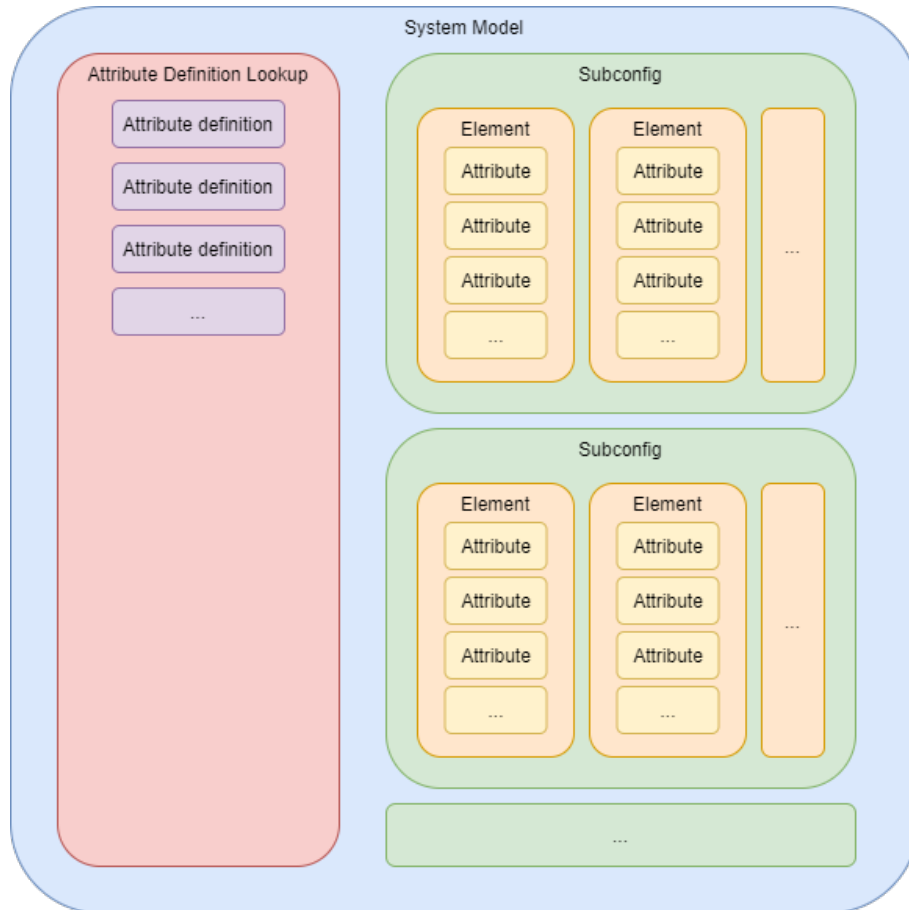 System Model
Attribute Definition Lookup
Attribute definition
Attribute definition
Attribute definition
...
Subconfig
Element
Attribute
Attribute
Attribute
...
Element
Attribute
Attribute
Attribute
...
...
Subconfig
Element
Attribute
Attribute
Attribute
...
Element
Attribute
Attribute
Attribute
...
...
...